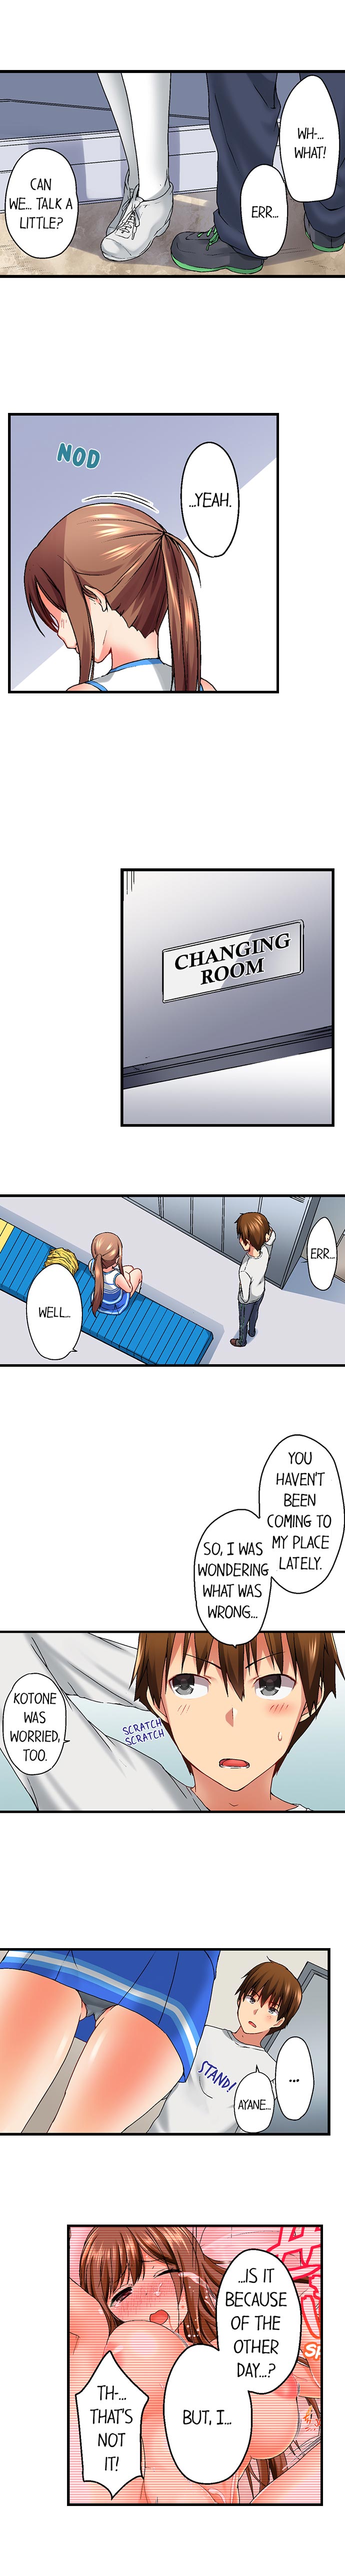 WH-...
WHAT!
ERR...
CAN
WE... TALK A
LITTLE?
NOD
...YEAH.
CHANGING
ROOM
ERR...
WELL...
YOU
HAVEN'T
BEEN
COMING TO
MY PLACE
LATELY.
SO, I WAS
WONDERING
WHAT WAS
WRONG...
KOTONE
WAS
WORRIED,
TOO.
SCRATCH
SCRATCH
...
AYANE...
STAND!
...IS IT
BECAUSE
OF THE
OTHER
DAY...?
BUT, I...
TH-...
THAT'S
NOT
IT!